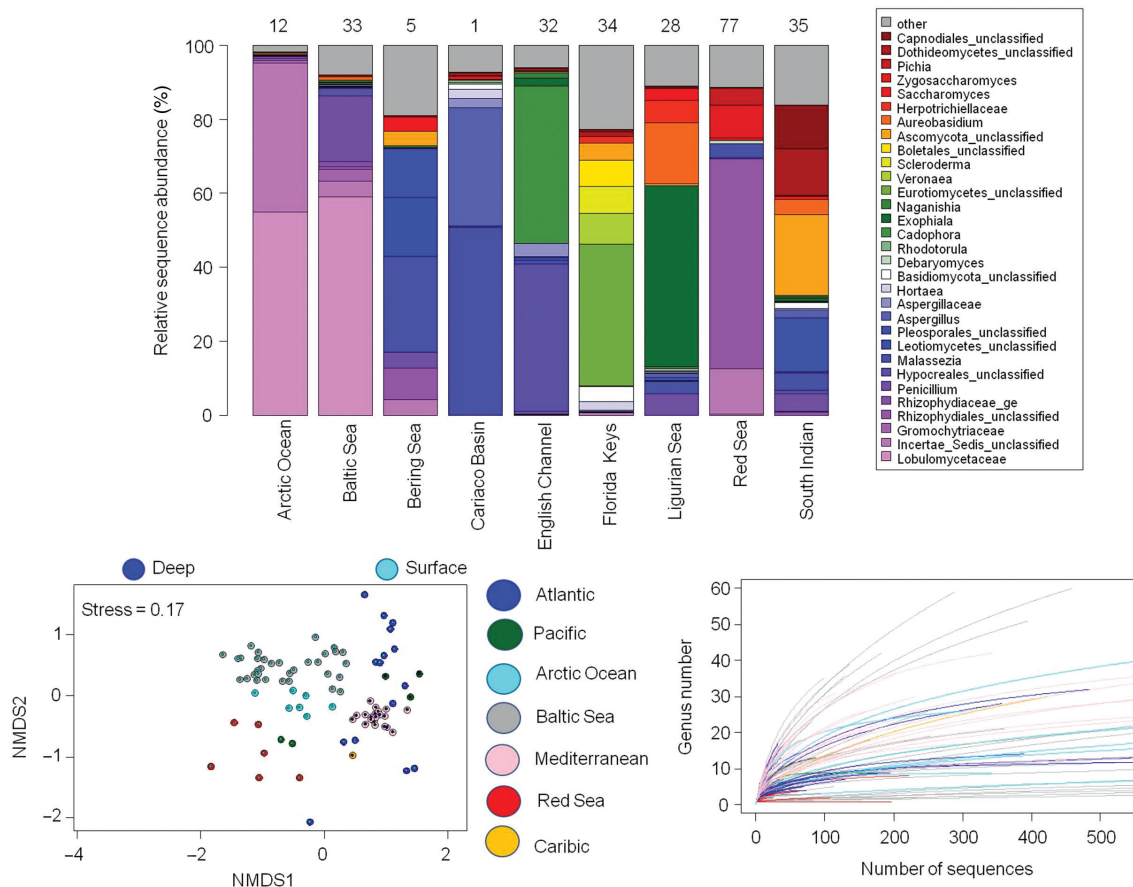 12 33 5 1 32 34 28 77 35
100
80
60
40
20
0
Relative sequence abundance (%)
Arctic Ocean
Baltic Sea
Bering Sea
Cariaco Basin
English Channel
Florida Keys
Ligurian Sea
Red Sea
South Indian
other
Capnodiales_unclassified
Dothideomycetes_unclassified
Pichia
Zygosaccharomyces
Saccharomyces
Herpotrichiellaceae
Aureobasidium
Ascomycota_unclassified
Boletales_unclassified
Scleroderma
Veronaea
Eurotiomycetes_unclassified
Naganishia
Exophiala
Cadophora
Rhodotorula
Debaryomyces
Basidiomycota_unclassified
Hortaea
Aspergillaceae
Aspergillus
Pleosporales_unclassified
Leotiomycetes_unclassified
Malassezia
Hypocreales_unclassified
Penicillium
Rhizophydiaceae_ge
Rhizophydiales_unclassified
Gromochytriaceae
Incertae_Sedis_unclassified
Lobulomycetaceae
Deep
Surface
Stress = 0.17
1
0
−1
−2
NMDS2
−4 −2 0 2
NMDS1
Atlantic
Pacific
Arctic Ocean
Baltic Sea
Mediterranean
Red Sea
Caribic
60
50
40
30
20
10
0
Genus number
0 100 200 300 400 500
Number of sequences